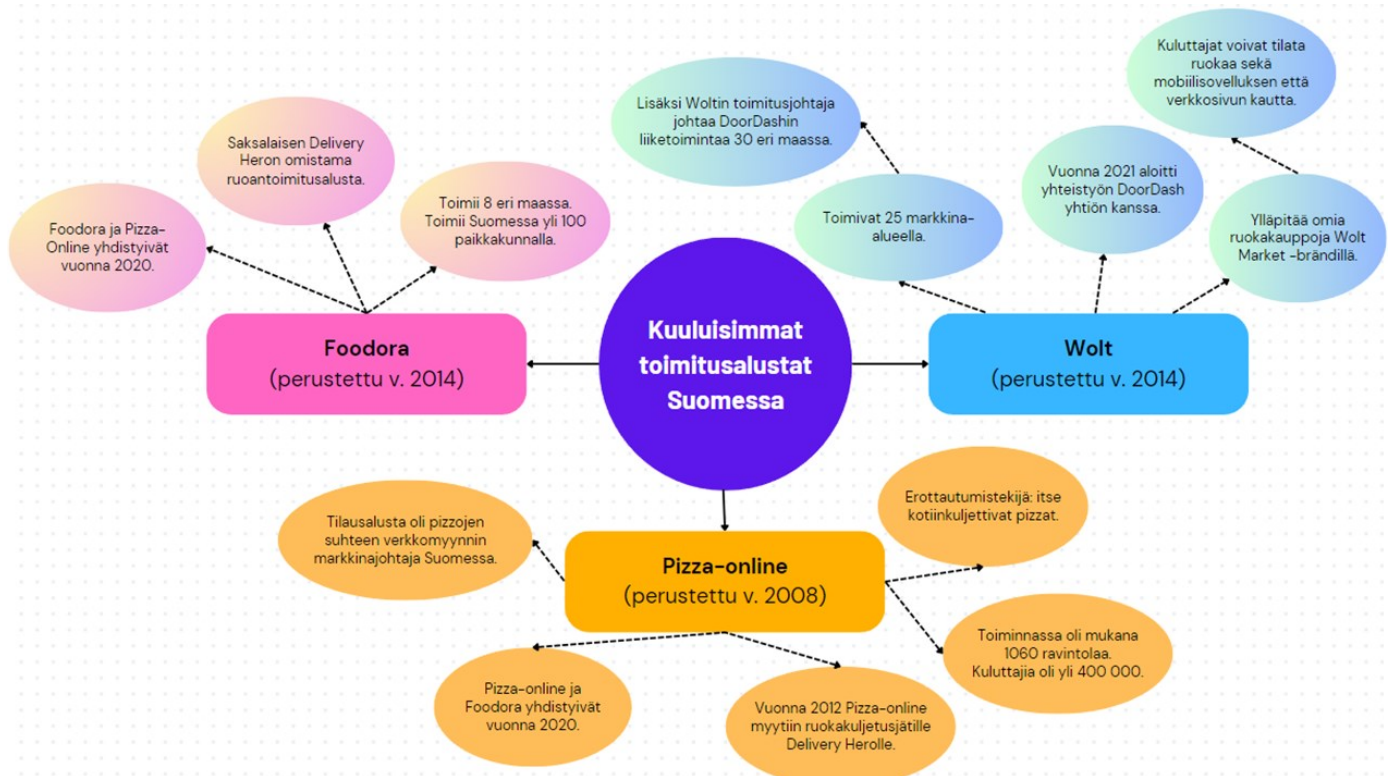 Kuuluisimmat
toimitusalustat
Suomessa
Foodora
(perustettu v. 2014)
Foodora ja Pizza-
Online yhdistyivät
vuonna 2020.
Saksalaisen Delivery
Heron omistama
ruoantoimitusalusta.
Toimii 8 eri maassa.
Toimii Suomessa yli 100
paikkakunnalla.
Wolt
(perustettu v. 2014)
Lisäksi Woltin toimitusjohtaja
johtaa DoorDashin
liiketoimintaa 30 eri maassa.
Toimivat 25 markkina-
alueella.
Vuonna 2021 aloitti
yhteistyön DoorDash
yhtiön kanssa.
Kuluttajat voivat tilata
ruokaa sekä
mobiilisovelluksen että
verkkosivun kautta.
Ylläpitää omia
ruokakauppoja Wolt
Market -brändillä.
Pizza-online
(perustettu v. 2008)
Tilausalusta oli pizzojen
suhteen verkkomyynnin
markkinajohtaja Suomessa.
Pizza-online ja
Foodora yhdistyivät
vuonna 2020.
Vuonna 2012 Pizza-online
myytiin ruokakuljetusjätille
Delivery Herolle.
Erottautumistekijä: itse
kotiinkuljettivat pizzat.
Toiminnassa oli mukana
1060 ravintolaa.
Kuluttajia oli yli 400 000.